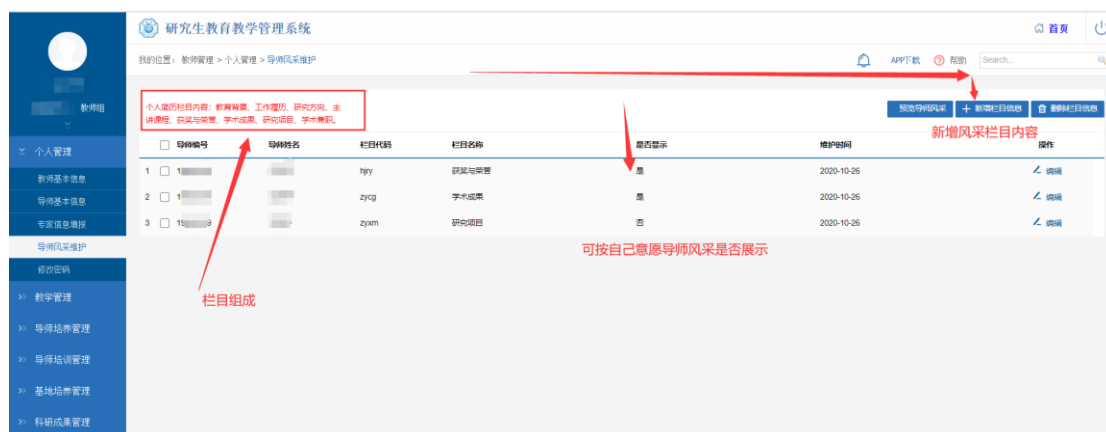 研究生教育教学管理系统
首页
我的位置： 教师管理 > 个人管理 > 导师风采维护
APP下载 帮助 Search...
教师组
个人简历栏目内容：教育背景、工作履历、研究方向、主
讲课程、获奖与荣誉、学术成果、研究项目、学术兼职。
预览导师风采 新增栏目信息 删除栏目信息
新增风采栏目内容
导师编号 导师姓名 栏目代码 栏目名称 是否显示 维护时间 操作
1 1 hjry 获奖与荣誉 是 2020-10-26 编辑
2 1 zycg 学术成果 是 2020-10-26 编辑
3 zyxm 研究项目 否 2020-10-26 编辑
可按自己意愿导师风采是否展示
栏目组成
个人管理
教师基本信息
导师基本信息
专家信息填报
导师风采维护
修改密码
教学管理
导师培养管理
导师培训管理
基地培养管理
科研成果管理